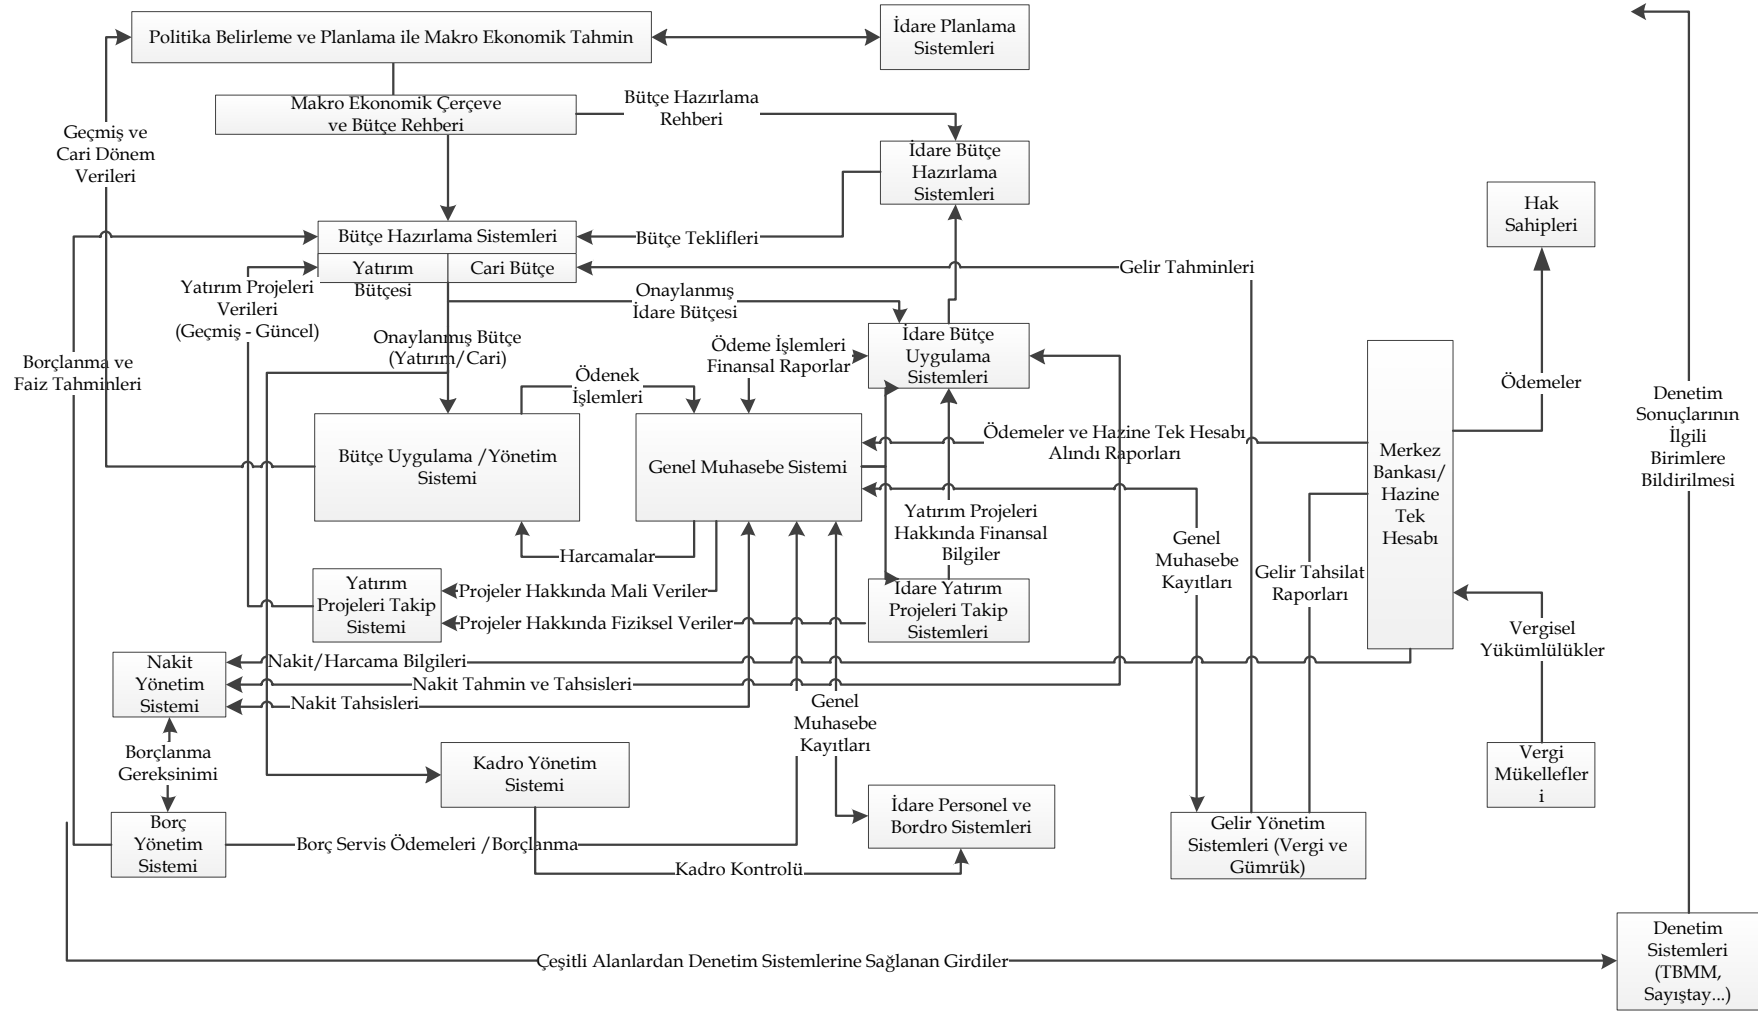 Politika Belirleme ve Planlama ile Makro Ekonomik Tahmin
İdare Planlama
Sistemleri
Makro Ekonomik Çerçeve
ve Bütçe Rehberi
Bütçe Hazırlama
Rehberi
Geçmiş ve
Cari Dönem
Verileri
İdare Bütçe
Hazırlama
Sistemleri
Hak
Sahipleri
Bütçe Hazırlama Sistemleri
Bütçe Teklifleri
Yatırım
Bütçesi
Cari Bütçe
Gelir Tahminleri
Yatırım Projeleri
Verileri
(Geçmiş - Güncel)
Onaylanmış
İdare Bütçesi
Onaylanmış Bütçe
(Yatırım/Cari)
Ödeme İşlemleri
Finansal Raporlar
İdare Bütçe
Uygulama
Sistemleri
Borçlanma ve
Faiz Tahminleri
Ödenek
İşlemleri
Ödemeler
Denetim
Sonuçlarının
İlgili
Birimlere
Bildirilmesi
Bütçe Uygulama /Yönetim
Sistemi
Genel Muhasebe Sistemi
Ödemeler ve Hazine Tek Hesabı
Alındı Raporları
Merkez
Bankası/
Hazine
Tek
Hesabı
Yatırım Projeleri
Hakkında Finansal
Bilgiler
Genel
Muhasebe
Kayıtları
Gelir Tahsilat
Raporları
Harcamalar
Yatırım
Projeleri Takip
Sistemi
Projeler Hakkında Mali Veriler
Projeler Hakkında Fiziksel Veriler
İdare Yatırım
Projeleri Takip
Sistemleri
Vergisel
Yükümlülükler
Nakit
Yönetim
Sistemi
Nakit/Harcama Bilgileri
Nakit Tahmin ve Tahsisleri
Nakit Tahsisleri
Genel
Muhasebe
Kayıtları
Borçlanma
Gereksinimi
Kadro Yönetim
Sistemi
Vergi
Mükellefler
i
İdare Personel ve
Bordro Sistemleri
Borç
Yönetim
Sistemi
Borç Servis Ödemeleri /Borçlanma
Kadro Kontrolü
Gelir Yönetim
Sistemleri (Vergi ve
Gümrük)
Denetim
Sistemleri
(TBMM,
Sayıştay...)
Çeşitli Alanlardan Denetim Sistemlerine Sağlanan Girdiler